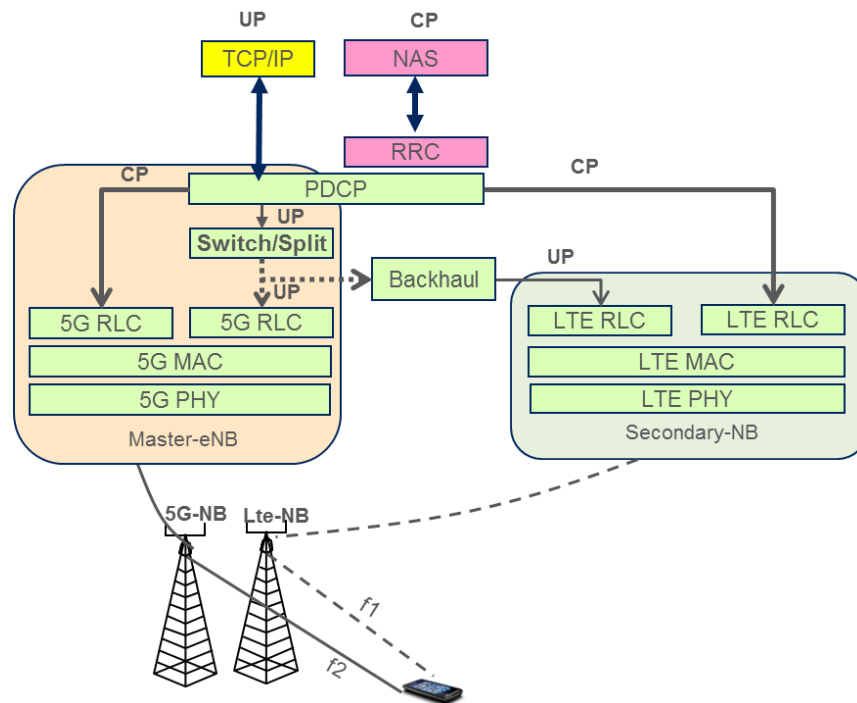 UP
CP
TCP/IP
NAS
RRC
CP
PDCP
CP
UP
Switch/Split
UP
Backhaul
UP
5G RLC
5G RLC
LTE RLC
LTE RLC
5G MAC
LTE MAC
5G PHY
LTE PHY
Master-eNB
Secondary-NB
5G-NB
Lte-NB
f1
f2